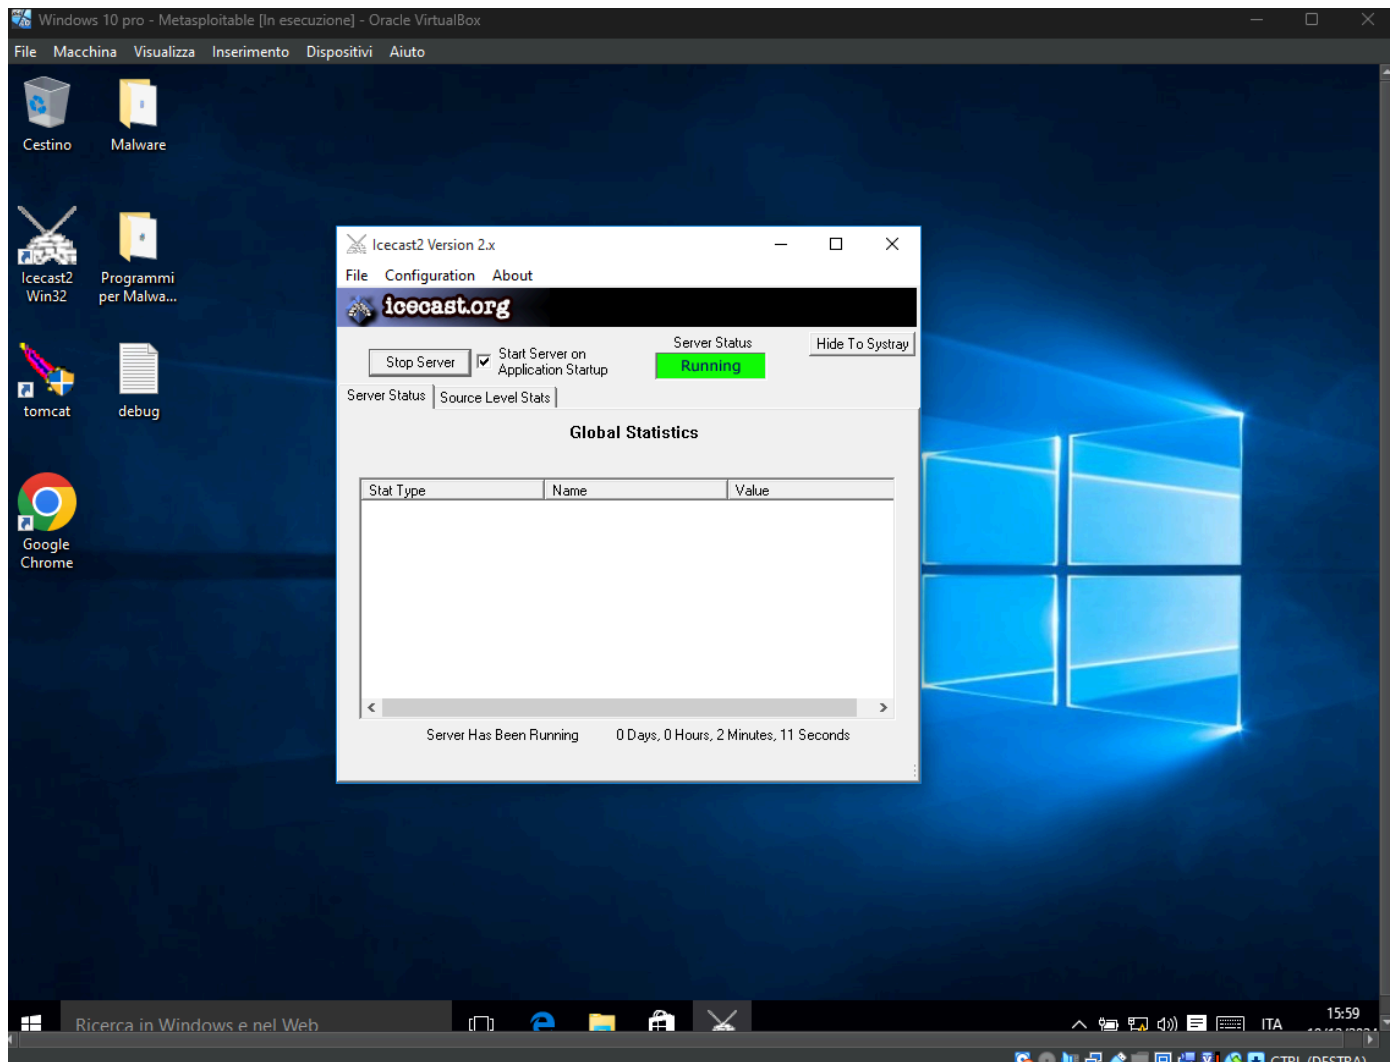 Windows 10 pro - Metasploitable [In esecuzione] - Oracle VirtualBox
File Macchina Visualizza Inserimento Dispositivi Aiuto
Cestino
Malware
Icecast2
Win32
Programmi
per Malwa...
tomcat
debug
Google
Chrome
Icecast2 Version 2.x
File Configuration About
icecast.org
Stop Server
Start Server on
Application Startup
Server Status
Running
Hide To Systray
Server Status
Source Level Stats
Global Statistics
Stat Type Name Value
Server Has Been Running 0 Days, 0 Hours, 2 Minutes, 11 Seconds
Ricerca in Windows e nel Web
ITA
15:59
CTRL (DESTRA)